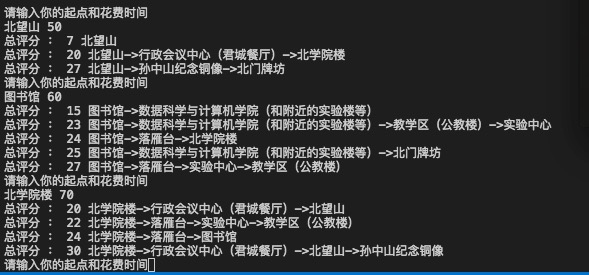 请输入你的起点和花费时间
北望山 50
总评分 ： 7 北望山
总评分 ： 20 北望山->行政会议中心（君城餐厅）->北学院楼
总评分 ： 27 北望山->孙中山纪念铜像->北门牌坊
请输入你的起点和花费时间
图书馆 60
总评分 ： 15 图书馆->数据科学与计算机学院（和附近的实验楼等）
总评分 ： 23 图书馆->数据科学与计算机学院（和附近的实验楼等）->教学区（公教楼）->实验中心
总评分 ： 24 图书馆->落雁台->北学院楼
总评分 ： 25 图书馆->数据科学与计算机学院（和附近的实验楼等）->北门牌坊
总评分 ： 27 图书馆->落雁台->实验中心->教学区（公教楼）
请输入你的起点和花费时间
北学院楼 70
总评分 ： 20 北学院楼->行政会议中心（君城餐厅）->北望山
总评分 ： 22 北学院楼->落雁台->实验中心->教学区（公教楼）
总评分 ： 24 北学院楼->落雁台->图书馆
总评分 ： 30 北学院楼->行政会议中心（君城餐厅）->北望山->孙中山纪念铜像
请输入你的起点和花费时间